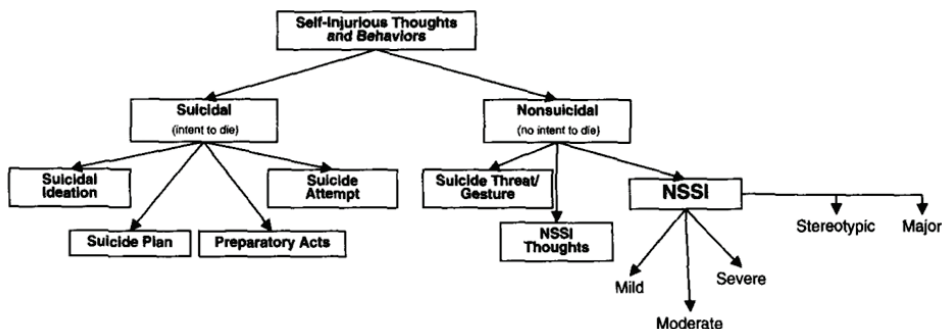 Self-Injurious Thoughts
and Behaviors
Suicidal
(intent to die)
Nonsuicidal
(no intent to die)
Suicidal
Ideation
Suicide
Attempt
Suicide Plan
Preparatory Acts
Suicide Threat/
Gesture
NSSI
Thoughts
NSSI
Stereotypic
Major
Mild
Moderate
Severe